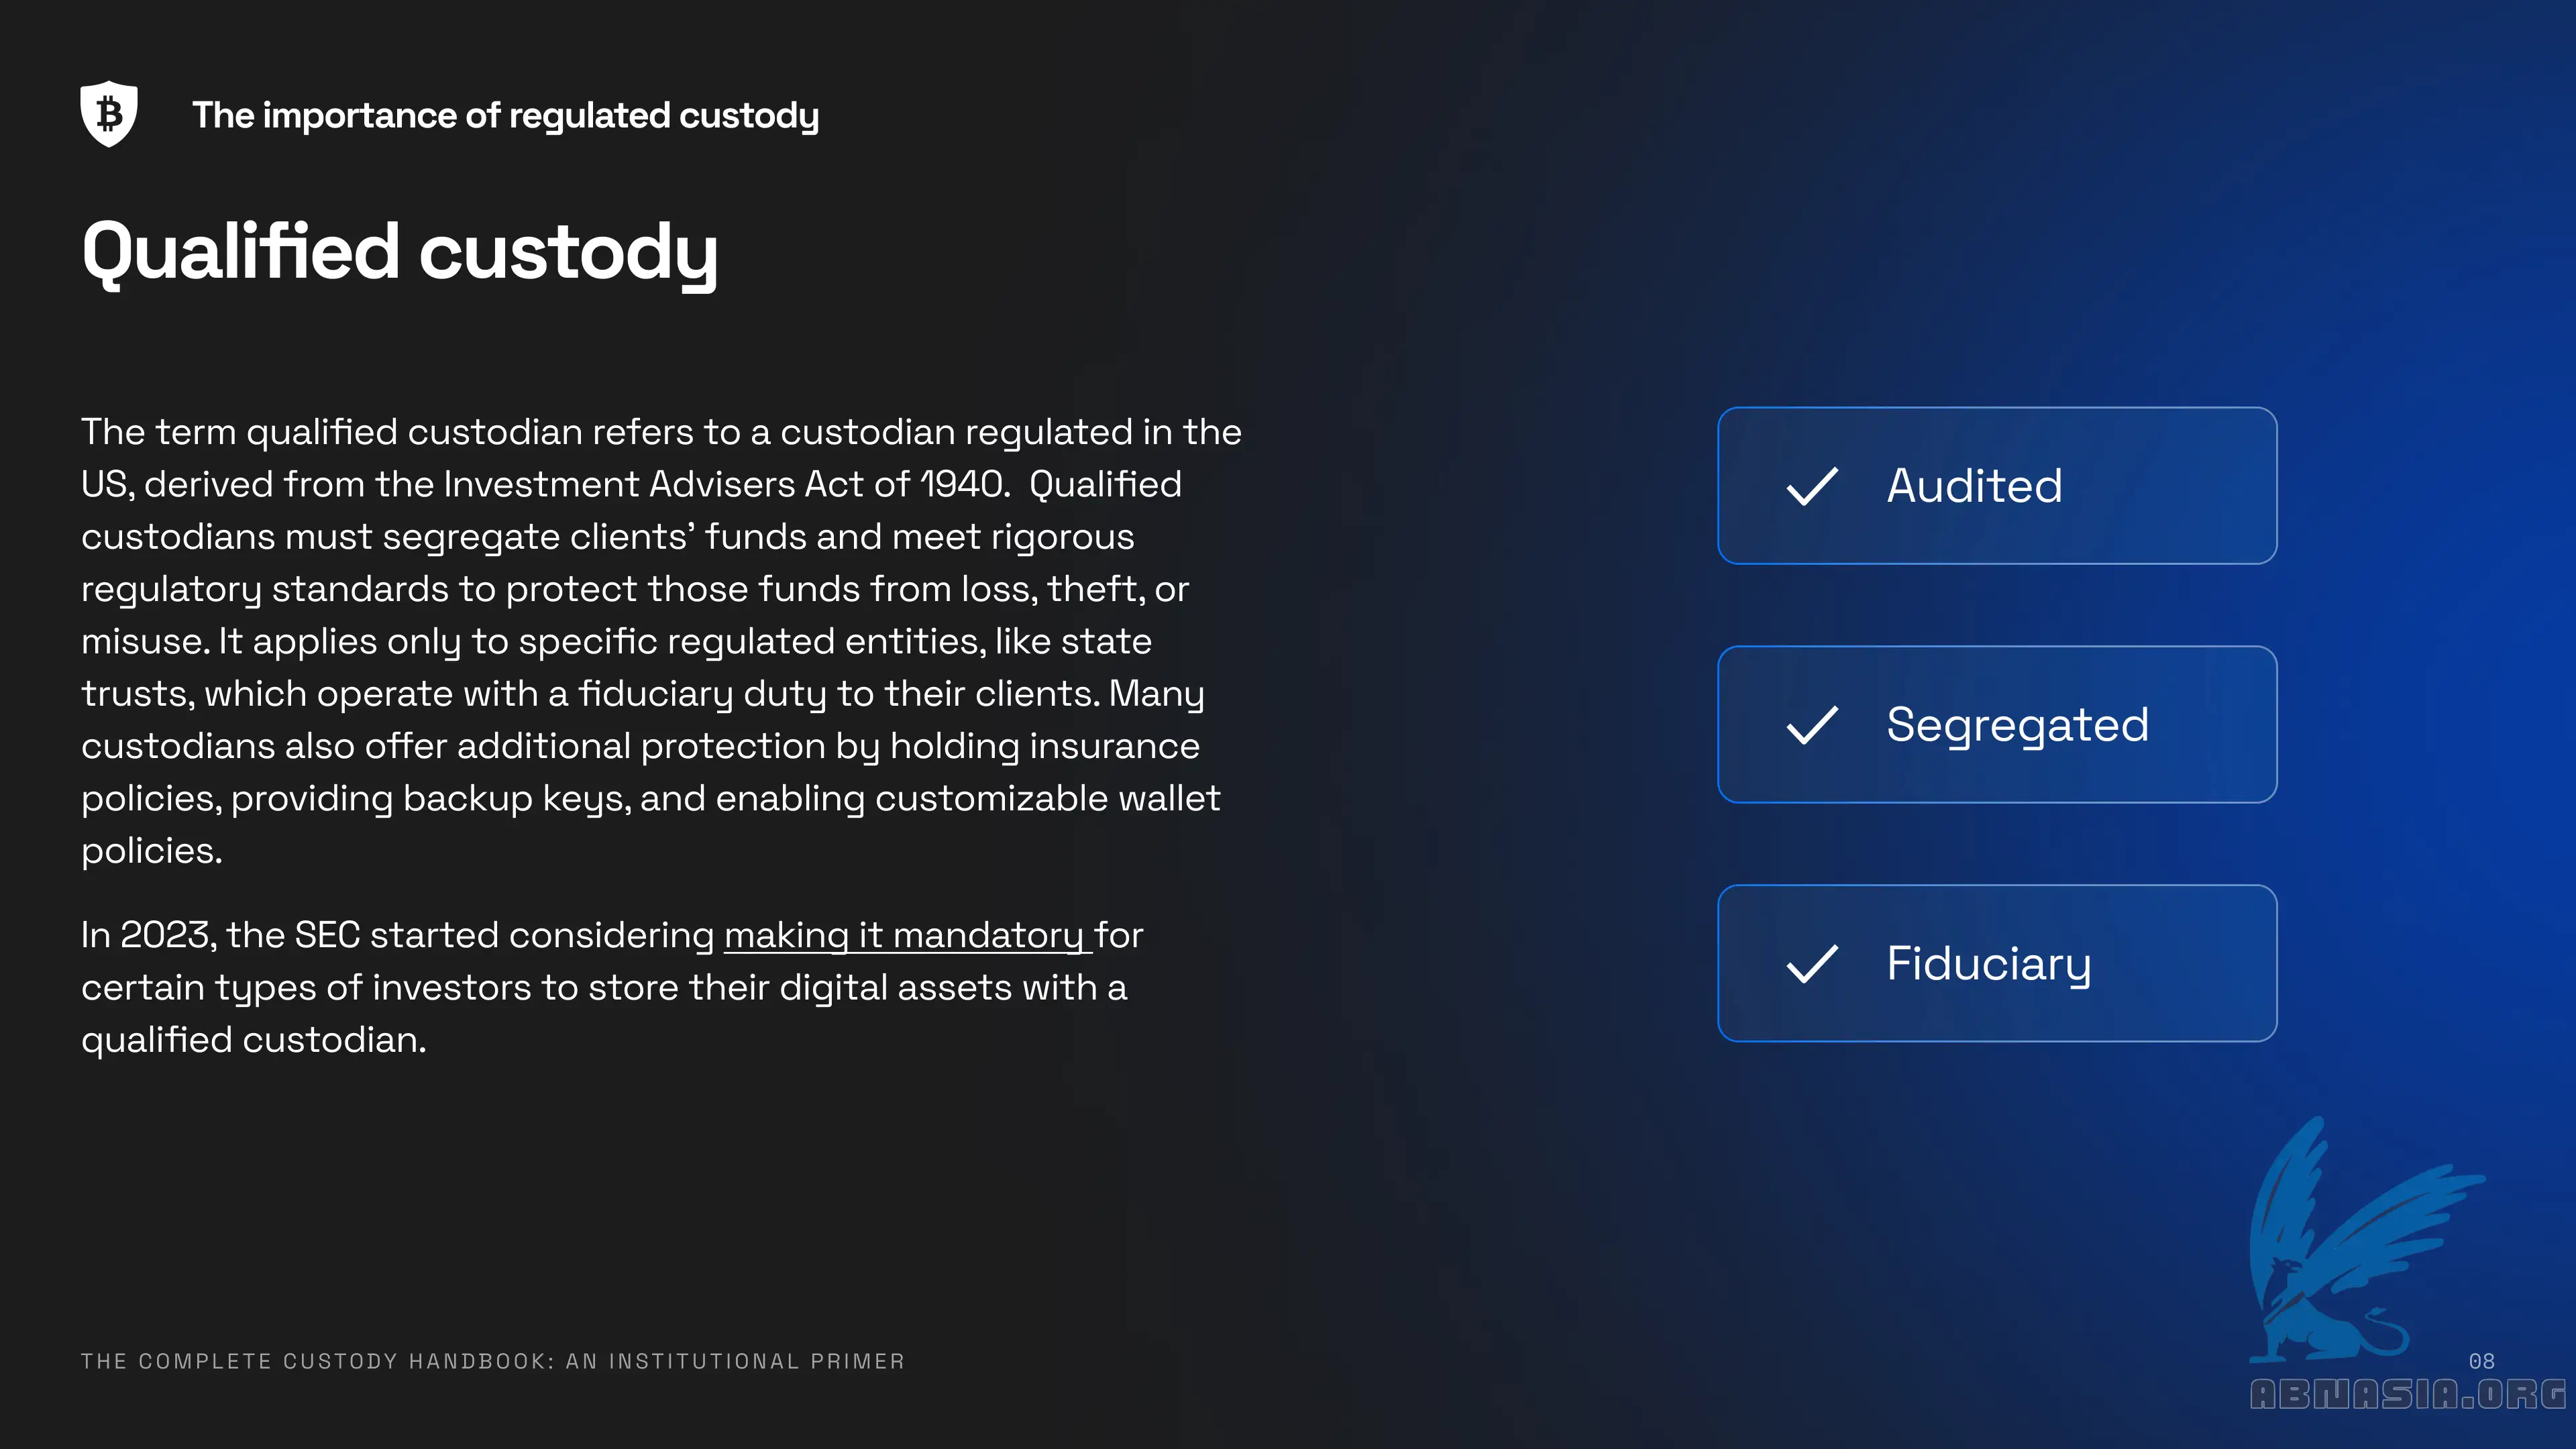 The importance of regulated custody
Qualified custody
The term qualified custodian refers to a custodian regulated in the
US, derived from the Investment Advisers Act of 1940.  Qualified
custodians must segregate clients’ funds and meet rigorous
regulatory standards to protect those funds from loss, theft, or
misuse. It applies only to specific regulated entities, like state
trusts, which operate with a fiduciary duty to their clients. Many
custodians also offer additional protection by holding insurance
policies, providing backup keys, and enabling customizable wallet
policies.
In 2023, the SEC started considering making it mandatory for
certain types of investors to store their digital assets with a
qualified custodian.
Audited
Segregated
Fiduciary
THE COMPLETE CUSTODY HANDBOOK: AN INSTITUTIONAL PRIMER
08
ABNASIA.ORG